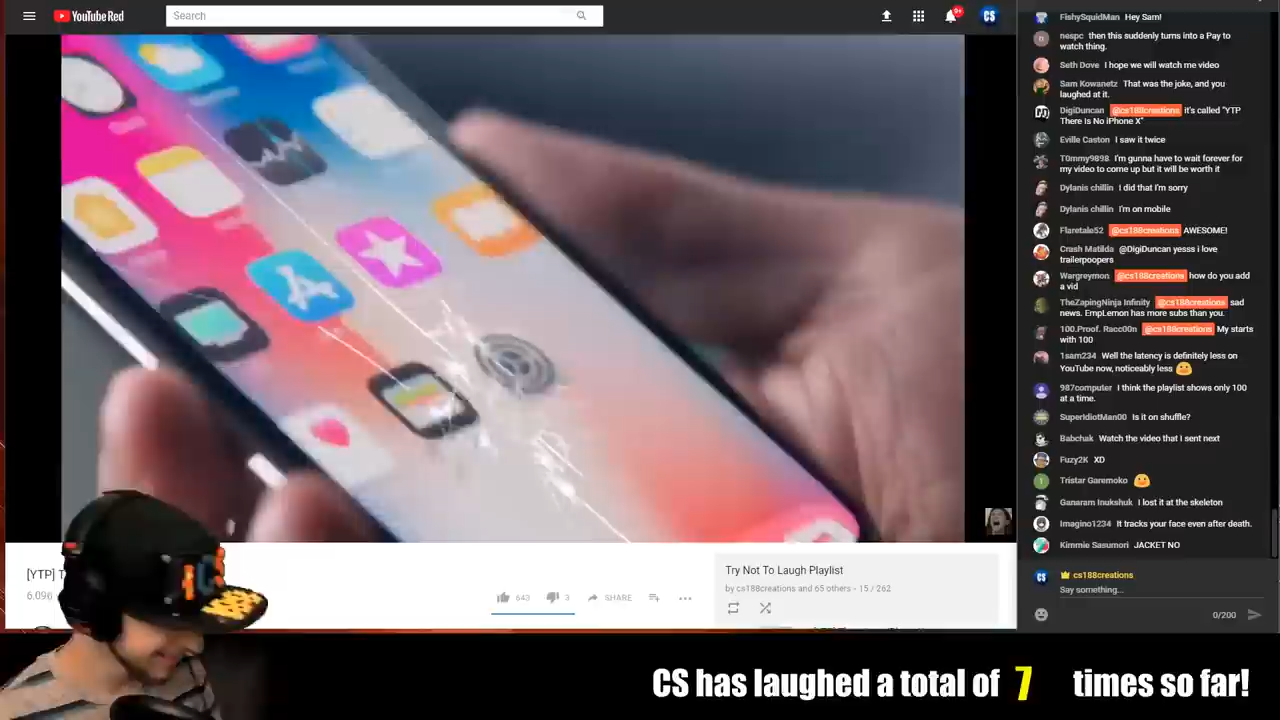 YouTube Red
Search
9+
CS
[YTP] T
6.09
643
3
SHARE
Try Not To Laugh Playlist
by cs188creations and 65 others - 15 / 262
FishySquidMan Hey Sam!
nespc then this suddenly turns into a Pay to
watch thing.
Seth Dove I hope we will watch me video
Sam Kowanetz That was the joke, and you
laughed at it.
DigiDuncan @cs188creations it's called "YTP
There Is No iPhone X"
Eville Caston I saw it twice
T0mmy9898 I'm gunna have to wait forever for
my video to come up but it will be worth it
Dylanis chillin I did that I'm sorry
Dylanis chillin I'm on mobile
Flaretale52 @cs188creations AWESOME!
Crash Matilda @DigiDuncan yesss i love
trailerpoopers
Wargreymon @cs188creations how do you add
a vid
TheZapingNinja Infinity @cs188creations sad
news. EmpLemon has more subs than you.
100.Proof. Racc00n @cs188creations My starts
with 100
1sam234 Well the latency is definitely less on
YouTube now, noticeably less
987computer I think the playlist shows only 100
at a time.
SuperIdiotMan00 Is it on shuffle?
Babchak Watch the video that I sent next
Fuzy2K XD
Tristar Garemoko
Ganaram Inukshuk I lost it at the skeleton
Imagino1234 It tracks your face even after death.
Kimmie Sasumori JACKET NO
CS cs188creations
Say something...
0/200
CS has laughed a total of 7 times so far!